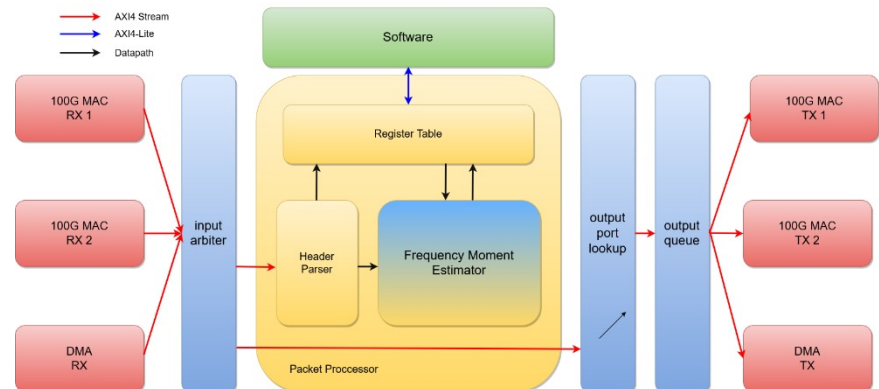 AXI4 Stream
AXI4-Lite
Datapath
Software
100G MAC
RX 1
100G MAC
RX 2
DMA
RX
input
arbiter
Register Table
Header
Parser
Frequency Moment
Estimator
Packet Proccessor
output
port
lookup
output
queue
100G MAC
TX 1
100G MAC
TX 2
DMA
TX